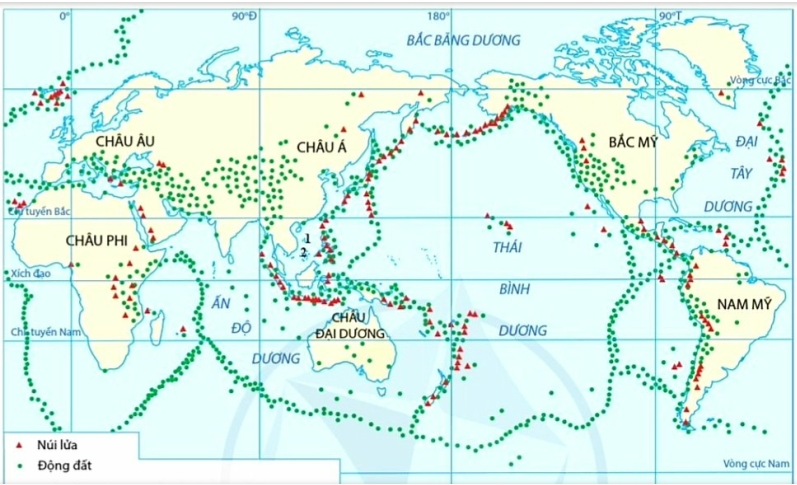 0°
90°Đ
180°
90°T
BẮC BĂNG DƯƠNG
Vòng cực Bắc
CHÂU ÂU
CHÂU Á
BẮC MỸ
ĐẠI
TÂY
DƯƠNG
Chí tuyến Bắc
CHÂU PHI
1
2
THÁI
BÌNH
DƯƠNG
Xích đạo
ẤN
ĐỘ
DƯƠNG
CHÂU
ĐẠI DƯƠNG
NAM MỸ
Chí tuyến Nam
Núi lửa
Động đất
Vòng cực Nam